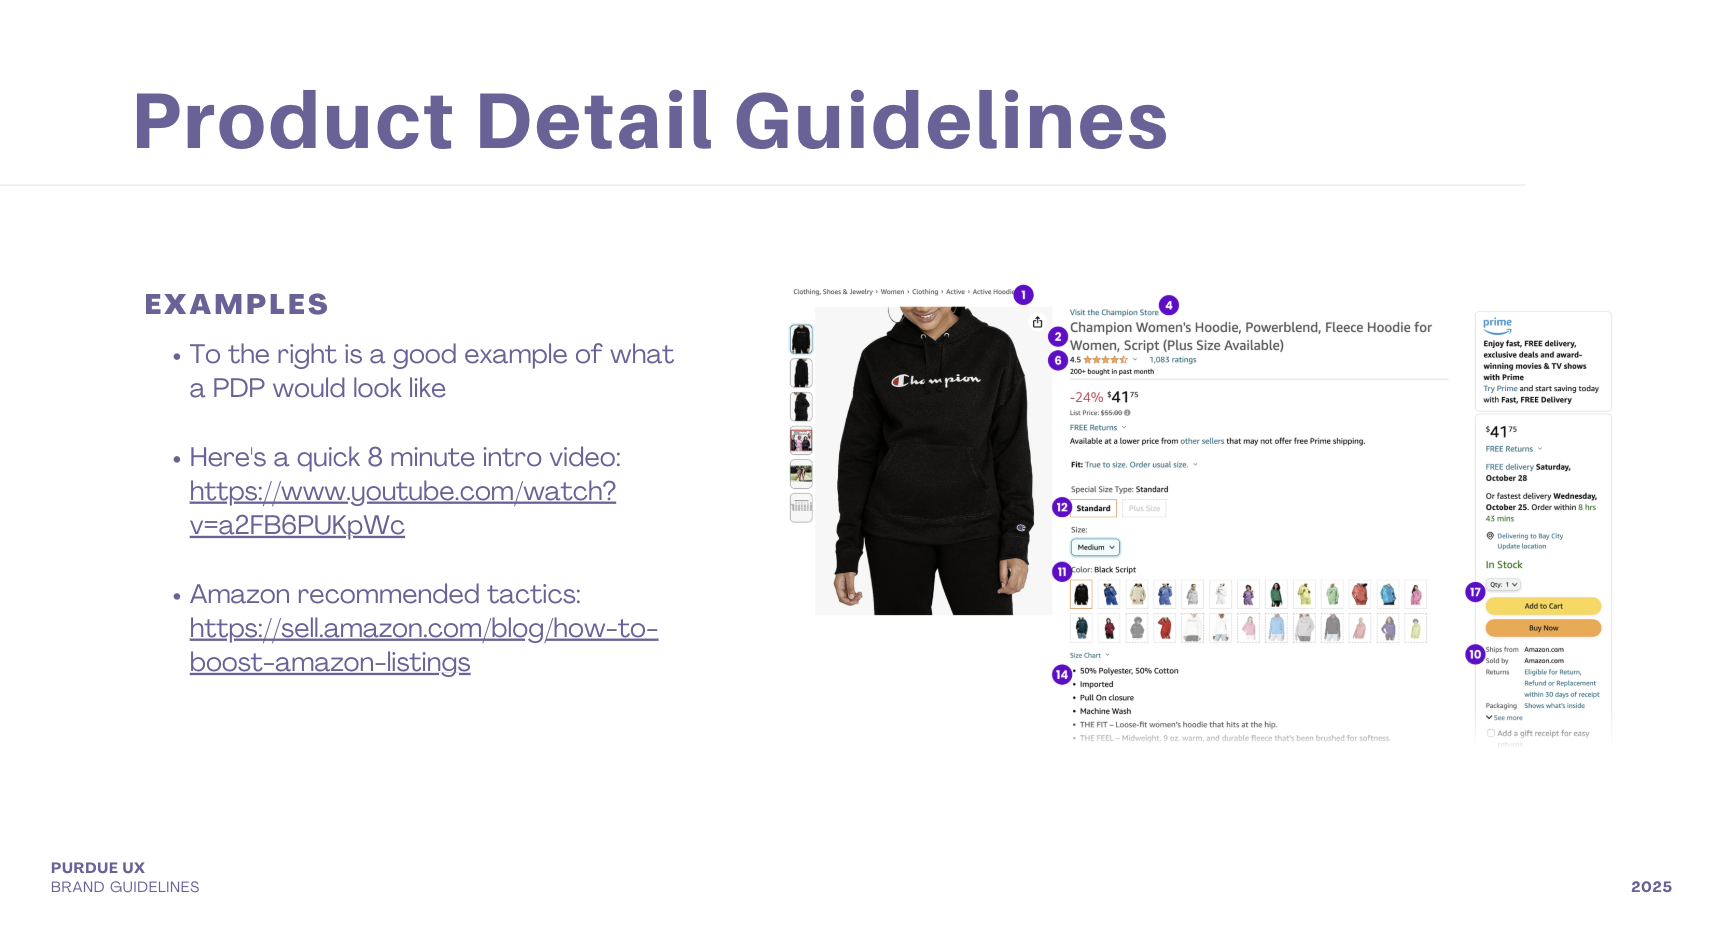 Product Detail Guidelines
EXAMPLES
• To the right is a good example of what
a PDP would look like
• Here's a quick 8 minute intro video:
https://www.youtube.com/watch?
v=a2FB6PUKpWc
• Amazon recommended tactics:
https://sell.amazon.com/blog/how-to-
boost-amazon-listings
Clothing, Shoes & Jewelry › Women › Clothing › Active › Active Hoodie
1
Champion
Visit the Champion Store
4
2
Champion Women's Hoodie, Powerblend, Fleece Hoodie for
Women, Script (Plus Size Available)
6
4.5
1,083 ratings
200+ bought in past month
-24% $41 75
List Price: $55.00
FREE Returns
Available at a lower price from other sellers that may not offer free Prime shipping.
Fit: True to size. Order usual size.
Special Size Type: Standard
12
Standard
Plus Size
Size:
Medium
11
Color: Black Script
Size Chart
14
• 50% Polyester, 50% Cotton
• Imported
• Pull On closure
• Machine Wash
• THE FIT – Loose-fit women's hoodie that hits at the hip.
• THE FEEL – Midweight, 9 oz. warm, and durable fleece that's been brushed for softness.
prime
Enjoy fast, FREE delivery,
exclusive deals and award-
winning movies & TV shows
with Prime
Try Prime and start saving today
with Fast, FREE Delivery
$41 75
FREE Returns
FREE delivery Saturday,
October 28
Or fastest delivery Wednesday,
October 25. Order within 8 hrs
43 mins
Delivering to Bay City
Update location
In Stock
Qty: 1
17
Add to Cart
Buy Now
10
Ships from Amazon.com
Sold by Amazon.com
Returns Eligible for Return,
Refund or Replacement
within 30 days of receipt
Packaging Shows what's inside
See more
Add a gift receipt for easy
returns
PURDUE UX
BRAND GUIDELINES
2025